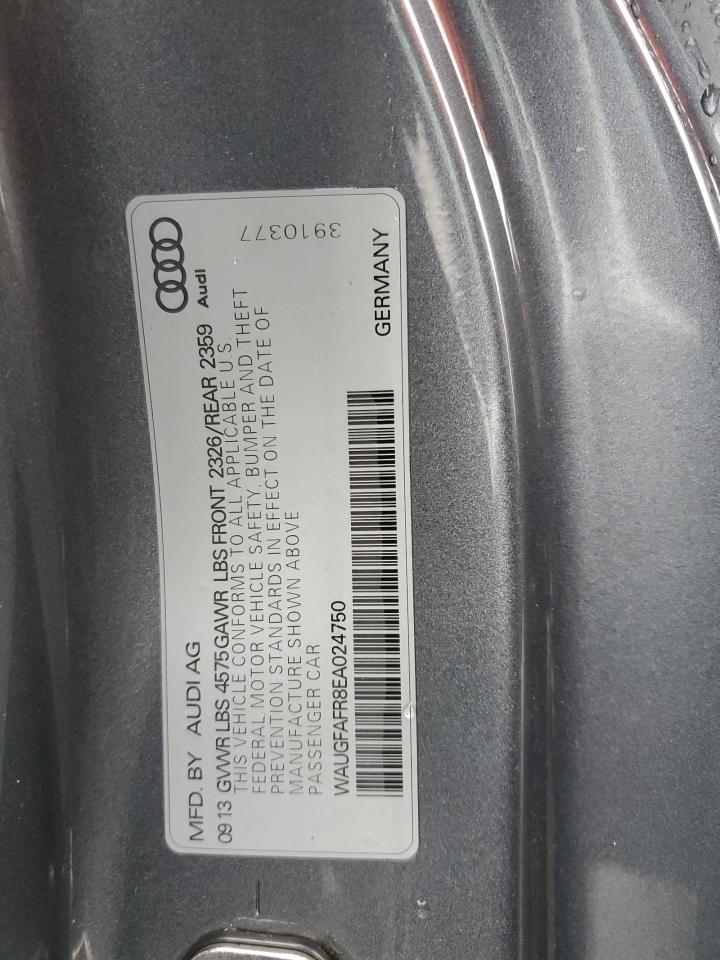 MFD. BY AUDI AG
Audi
09 13 GVWR LBS 4575 GAWR LBS FRONT 2326/REAR 2359
THIS VEHICLE CONFORMS TO ALL APPLICABLE U.S.
FEDERAL MOTOR VEHICLE SAFETY, BUMPER AND THEFT
PREVENTION STANDARDS IN EFFECT ON THE DATE OF
MANUFACTURE SHOWN ABOVE
PASSENGER CAR
3910377
WAUGFAFR8EA024750
GERMANY